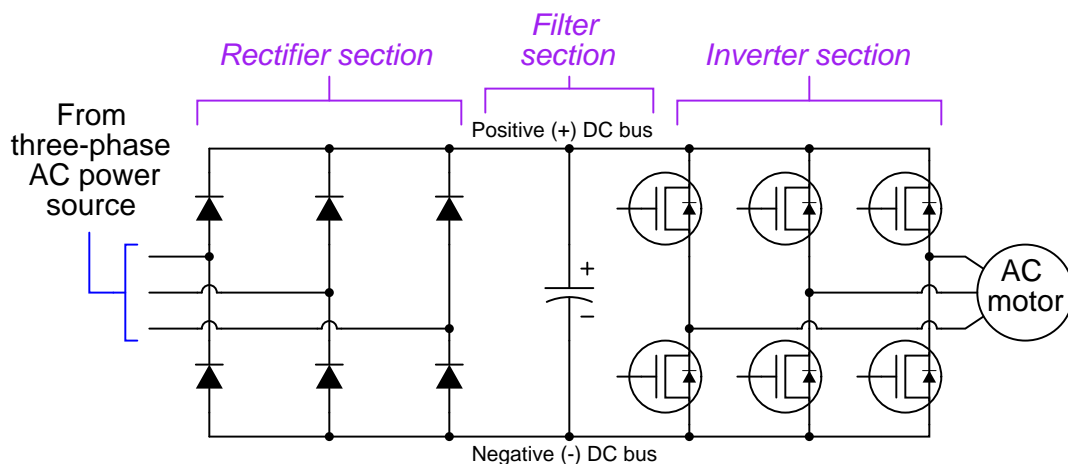 Filter
section
Rectifier section
Inverter section
From
three-phase
AC power
source
Positive (+) DC bus
+
−
AC
motor
Negative (-) DC bus